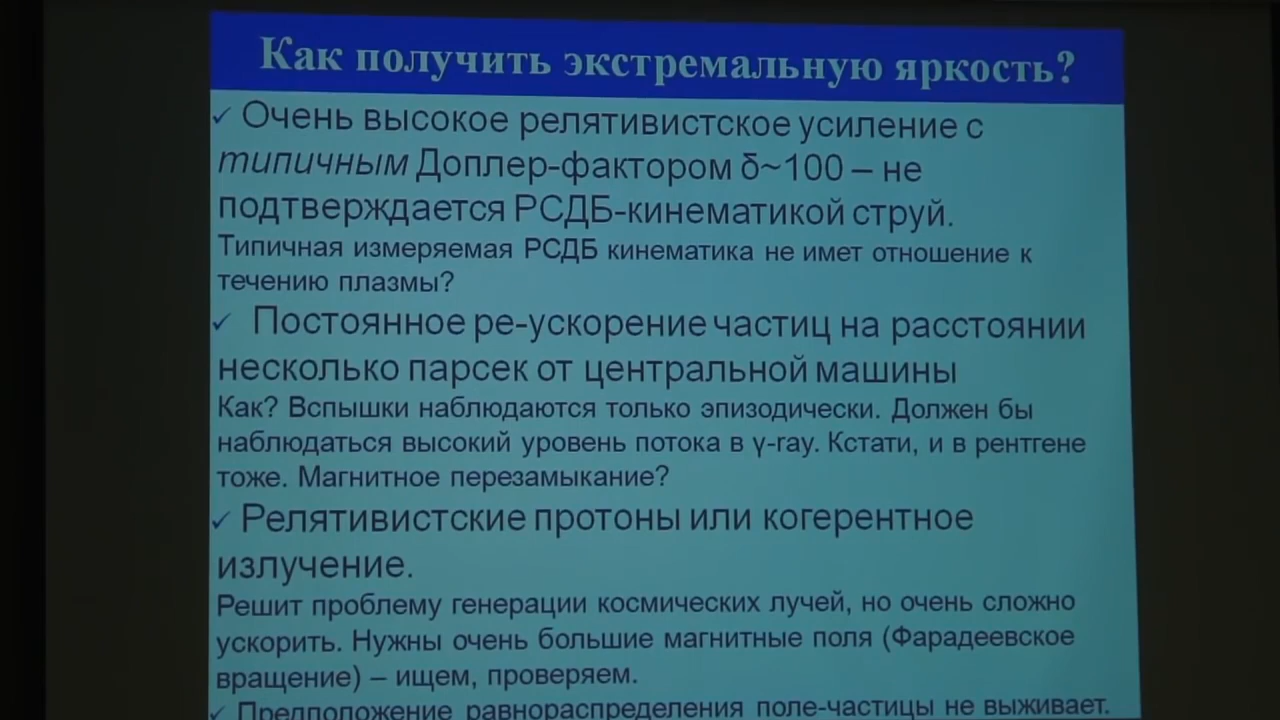 Как получить экстремальную яркость?
✓ Очень высокое релятивистское усиление с
типичным Доплер-фактором δ~100 – не
подтверждается РСДБ-кинематикой струй.
Типичная измеряемая РСДБ кинематика не имет отношение к
течению плазмы?
✓ Постоянное ре-ускорение частиц на расстоянии
несколько парсек от центральной машины
Как? Вспышки наблюдаются только эпизодически. Должен бы
наблюдаться высокий уровень потока в γ-ray. Кстати, и в рентгене
тоже. Магнитное перезамыкание?
✓ Релятивистские протоны или когерентное
излучение.
Решит проблему генерации космических лучей, но очень сложно
ускорить. Нужны очень большие магнитные поля (Фарадеевское
вращение) – ищем, проверяем.
✓ Предположение равнораспределения поле-частицы не выживает.